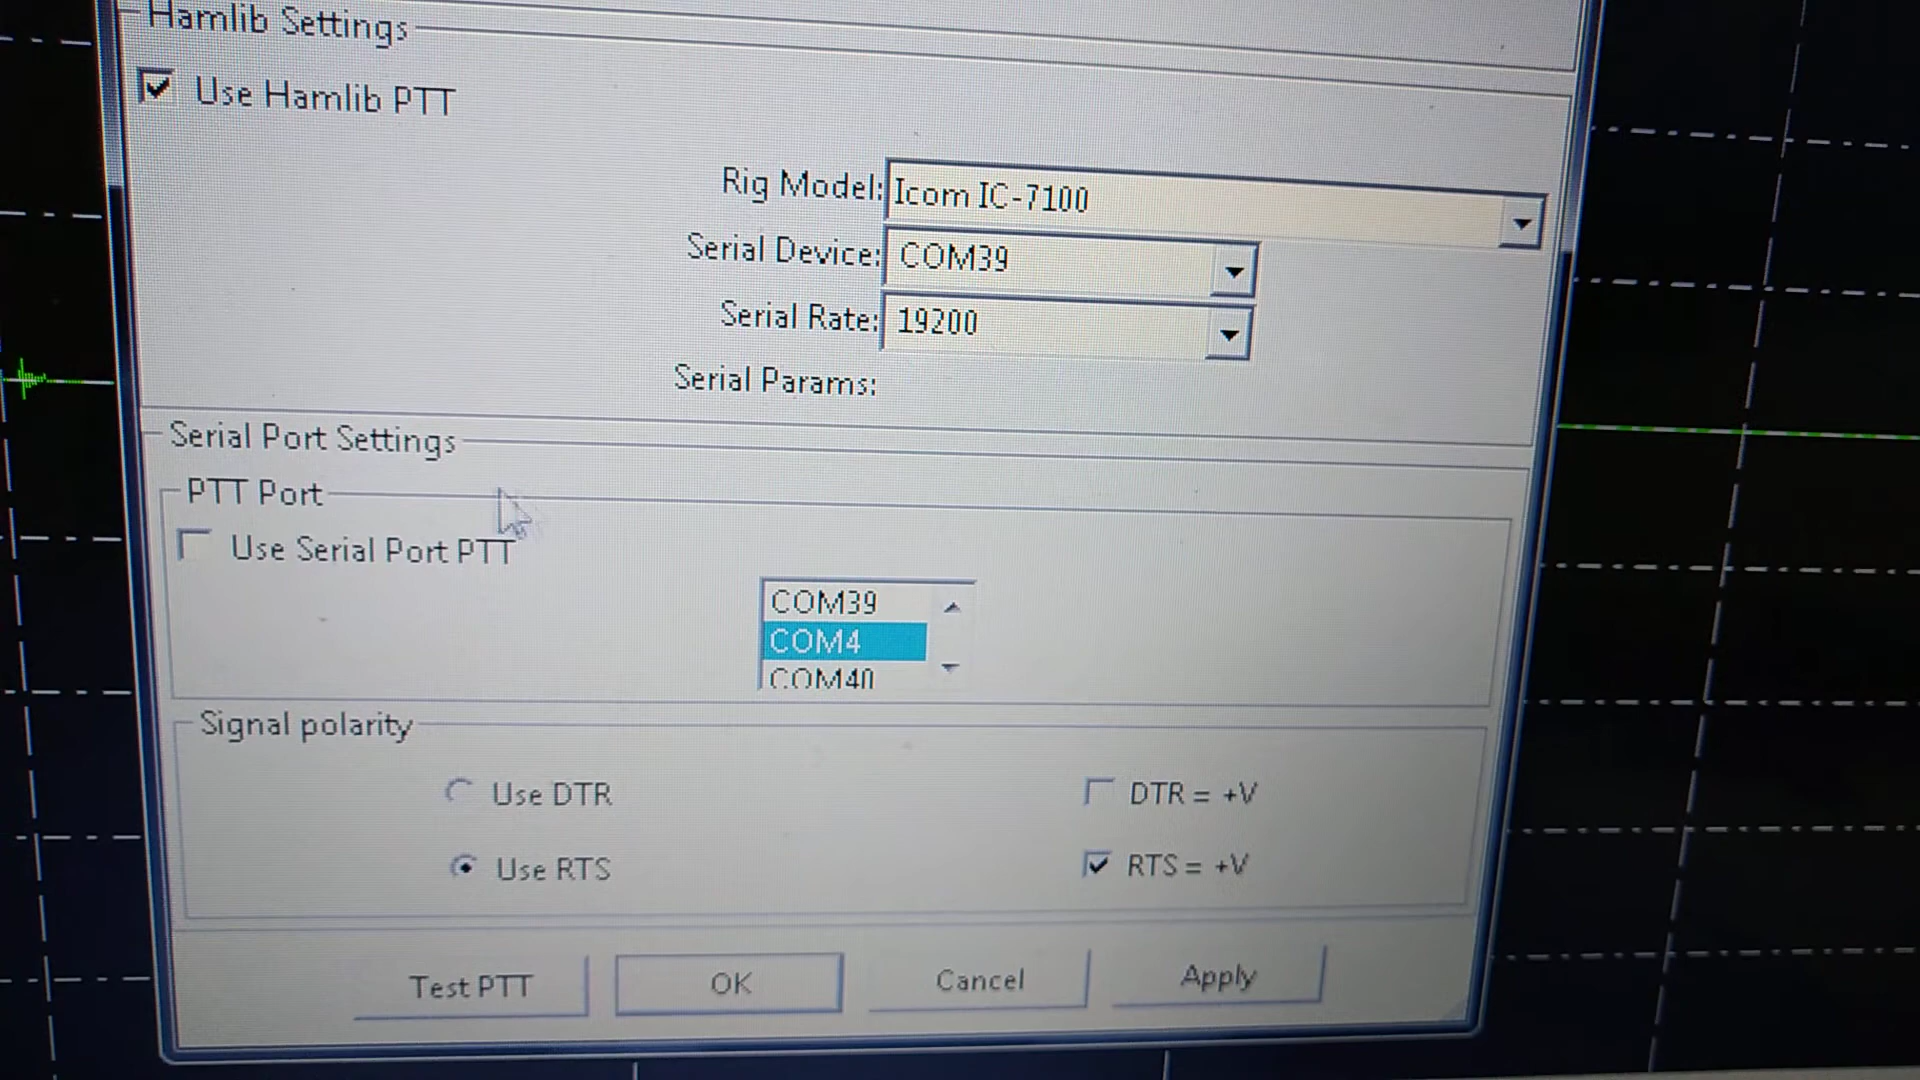 Hamlib Settings
Use Hamlib PTT
Rig Model: Icom IC-7100
Serial Device: COM39
Serial Rate: 19200
Serial Params:
Serial Port Settings
PTT Port
Use Serial Port PTT
COM39
COM4
COM40
Signal polarity
Use DTR DTR = +V
Use RTS RTS = +V
Test PTT OK Cancel Apply